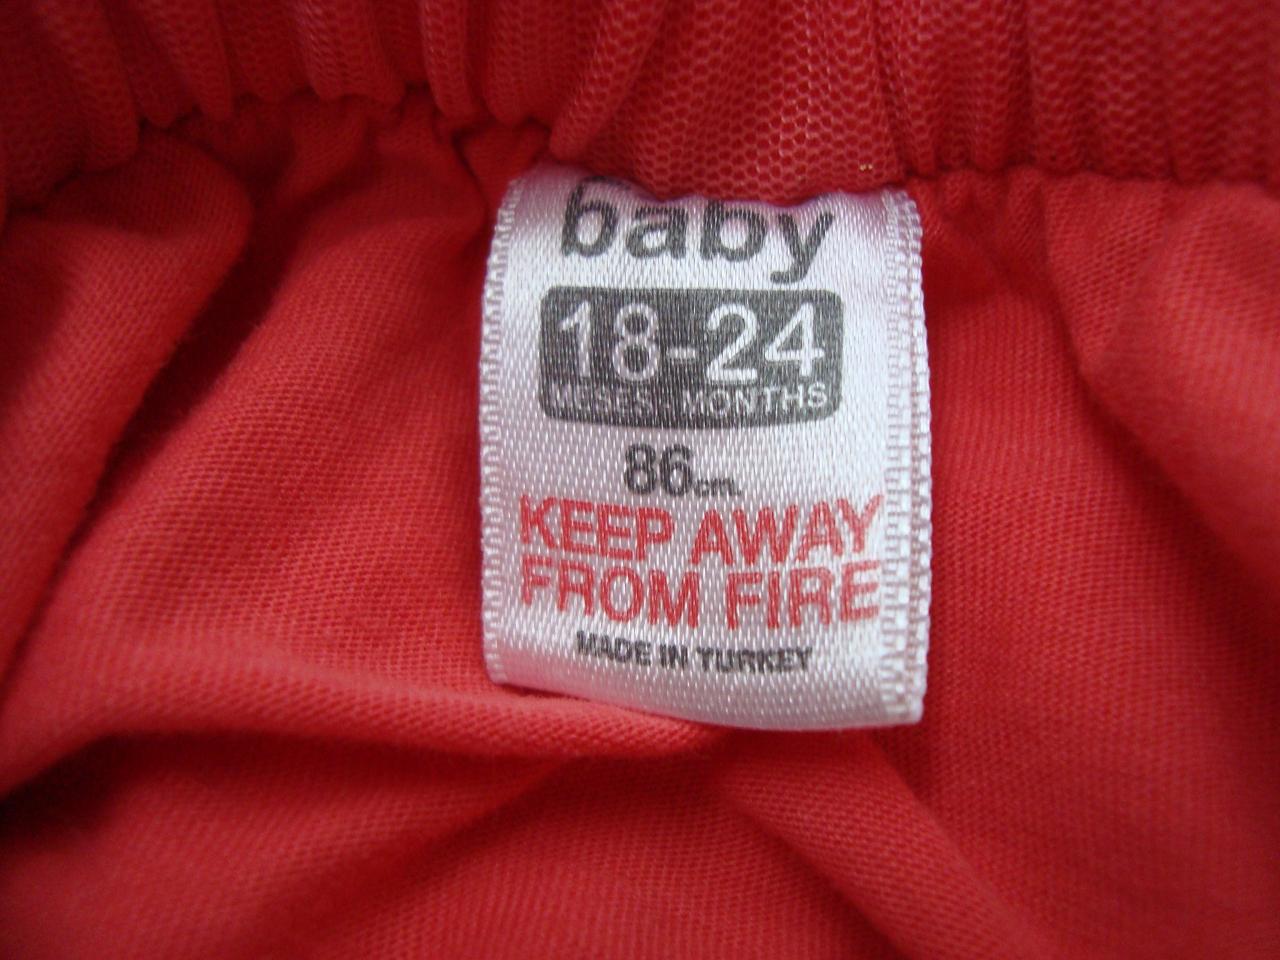 baby
18-24
MESES - MONTHS
86cm.
KEEP AWAY
FROM FIRE
MADE IN TURKEY